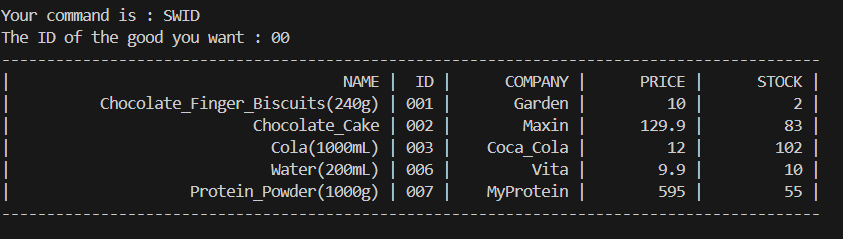 Your command is : SWID
The ID of the good you want : 00
-------------------------------------------------------------------------------------------
|                                     NAME |  ID |      COMPANY |      PRICE |      STOCK |
|          Chocolate_Finger_Biscuits(240g) | 001 |       Garden |         10 |          2 |
|                           Chocolate_Cake | 002 |        Maxin |      129.9 |         83 |
|                             Cola(1000mL) | 003 |    Coca_Cola |         12 |        102 |
|                             Water(200mL) | 006 |         Vita |        9.9 |         10 |
|                    Protein_Powder(1000g) | 007 |    MyProtein |        595 |         55 |
-------------------------------------------------------------------------------------------